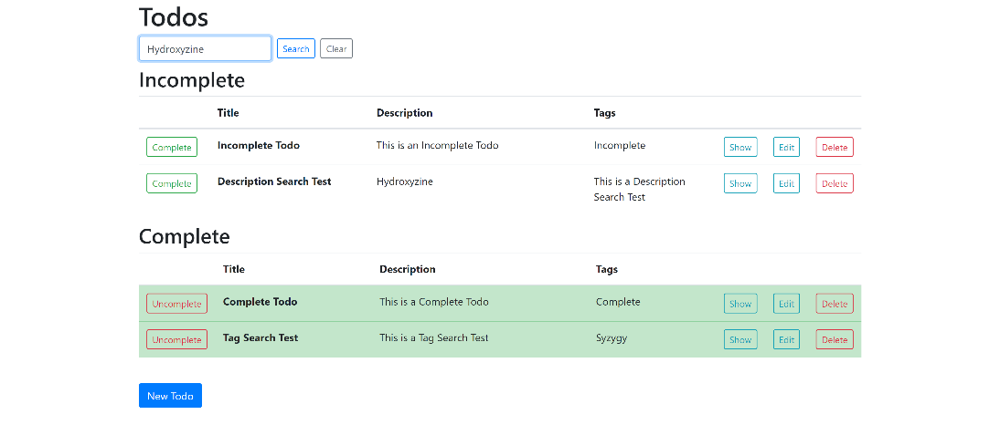 Todos
Hydroxyzine Search Clear
Incomplete
Title Description Tags
Complete Incomplete Todo This is an Incomplete Todo Incomplete Show Edit Delete
Complete Description Search Test Hydroxyzine This is a Description Show Edit Delete
Search Test
Complete
Title Description Tags
Uncomplete Complete Todo This is a Complete Todo Complete Show Edit Delete
Uncomplete Tag Search Test This is a Tag Search Test Syzygy Show Edit Delete
New Todo